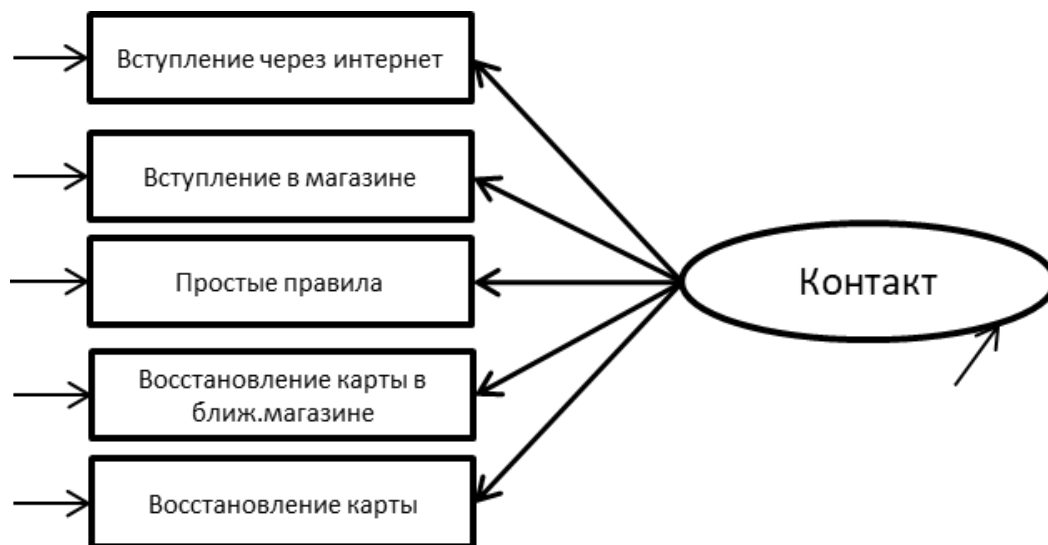 Вступление через интернет
Вступление в магазине
Простые правила
Восстановление карты в
ближ.магазине
Восстановление карты
Контакт